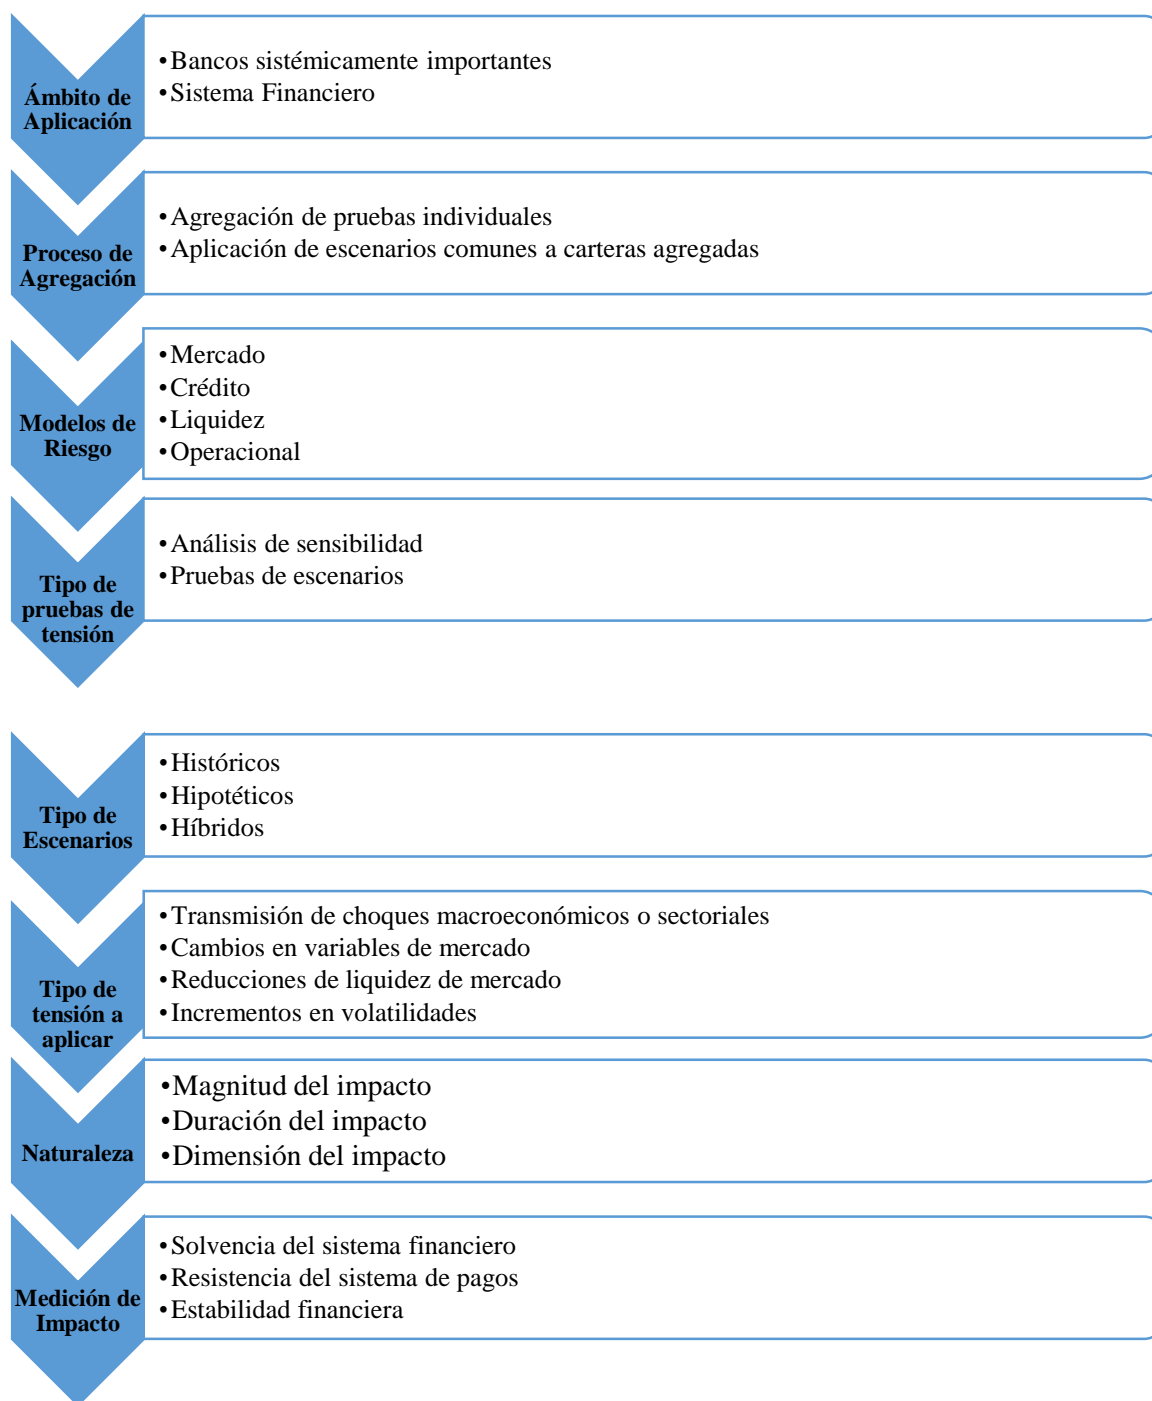 Ámbito de
Aplicación
•Bancos sistémicamente importantes
•Sistema Financiero
Proceso de
Agregación
•Agregación de pruebas individuales
•Aplicación de escenarios comunes a carteras agregadas
Modelos de
Riesgo
•Mercado
•Crédito
•Liquidez
•Operacional
Tipo de
pruebas de
tensión
•Análisis de sensibilidad
•Pruebas de escenarios
Tipo de
Escenarios
•Históricos
•Hipotéticos
•Híbridos
Tipo de
tensión a
aplicar
•Transmisión de choques macroeconómicos o sectoriales
•Cambios en variables de mercado
•Reducciones de liquidez de mercado
•Incrementos en volatilidades
Naturaleza
•Magnitud del impacto
•Duración del impacto
•Dimensión del impacto
Medición de
Impacto
•Solvencia del sistema financiero
•Resistencia del sistema de pagos
•Estabilidad financiera